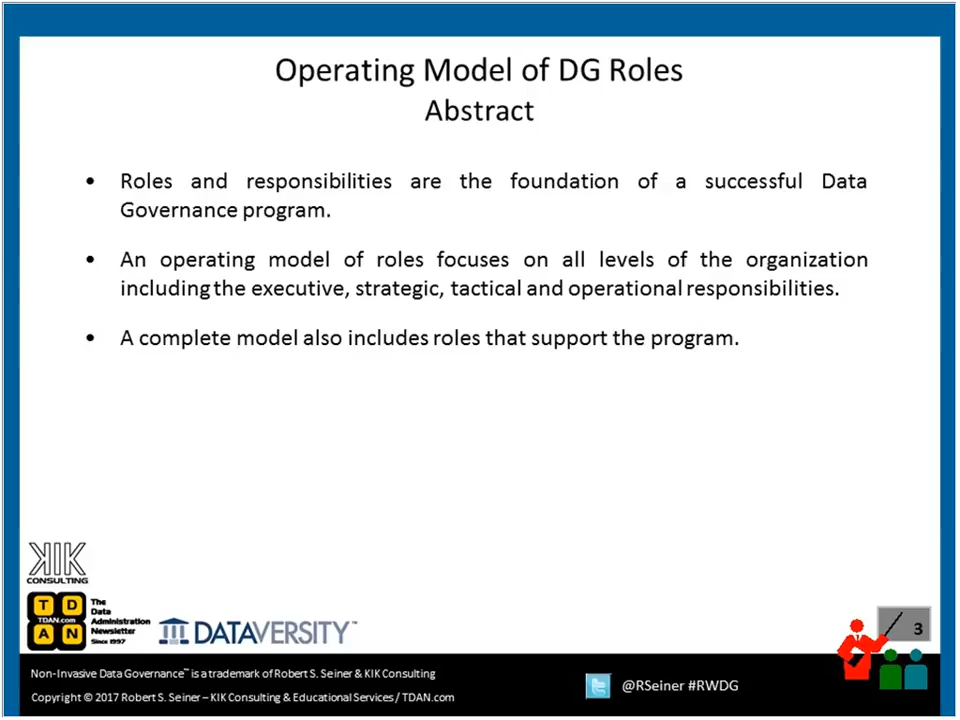 Operating Model of DG Roles
Abstract
• Roles and responsibilities are the foundation of a successful Data
Governance program.
• An operating model of roles focuses on all levels of the organization
including the executive, strategic, tactical and operational responsibilities.
• A complete model also includes roles that support the program.
KIK
CONSULTING
T D
TDAN.com
A N
The
Data
Administration
Newsletter
Since 1997
DATAVERSITY™
3
Non-Invasive Data Governance™ is a trademark of Robert S. Seiner & KIK Consulting
Copyright © 2017 Robert S. Seiner – KIK Consulting & Educational Services / TDAN.com
@RSeiner #RWDG